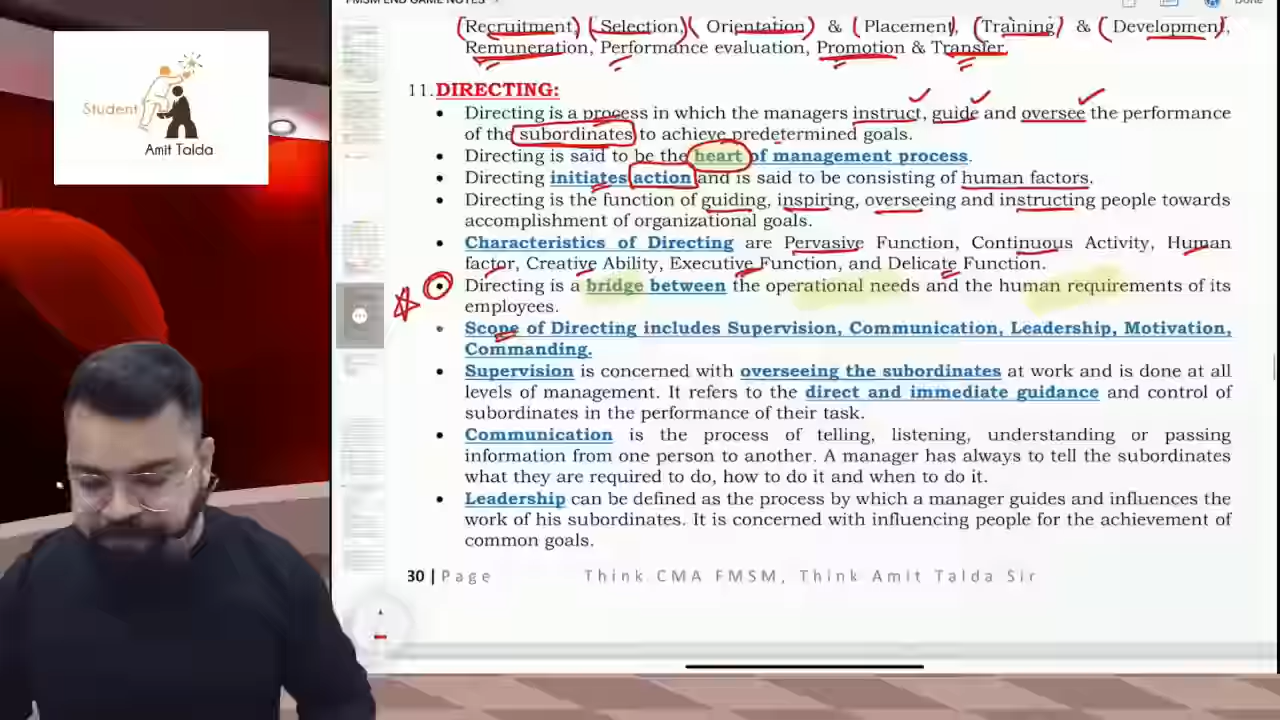 FMSM END GAME NOTES
Done
(Recruitment) (Selection) (Orientation) & (Placement) (Training) & (Development)
Remuneration, Performance Evaluation, Promotion & Transfer.
Student
Amit Talda
11. DIRECTING:
• Directing is a process in which the managers instruct, guide and oversee the performance
of the subordinates to achieve predetermined goals.
• Directing is said to be the heart of management process.
• Directing initiates action and is said to be consisting of human factors.
• Directing is the function of guiding, inspiring, overseeing and instructing people towards
accomplishment of organizational goals.
• Characteristics of Directing are Pervasive Function, Continuous Activity, Human
factor, Creative Activity, Executive Function, and Delicate Function.
• Directing is a bridge between the operational needs and the human requirements of its
employees.
• Scope of Directing includes Supervision, Communication, Leadership, Motivation,
Commanding.
• Supervision is concerned with overseeing the subordinates at work and is done at all
levels of management. It refers to the direct and immediate guidance and control of
subordinates in the performance of their task.
• Communication is the process of telling, listening, understanding or passing
information from one person to another. A manager has always to tell the subordinates
what they are required to do, how to do it and when to do it.
• Leadership can be defined as the process by which a manager guides and influences the
work of his subordinates. It is concerned with influencing people for the achievement of
common goals.
30 | Page
Think CMA FMSM, Think Amit Talda Sir